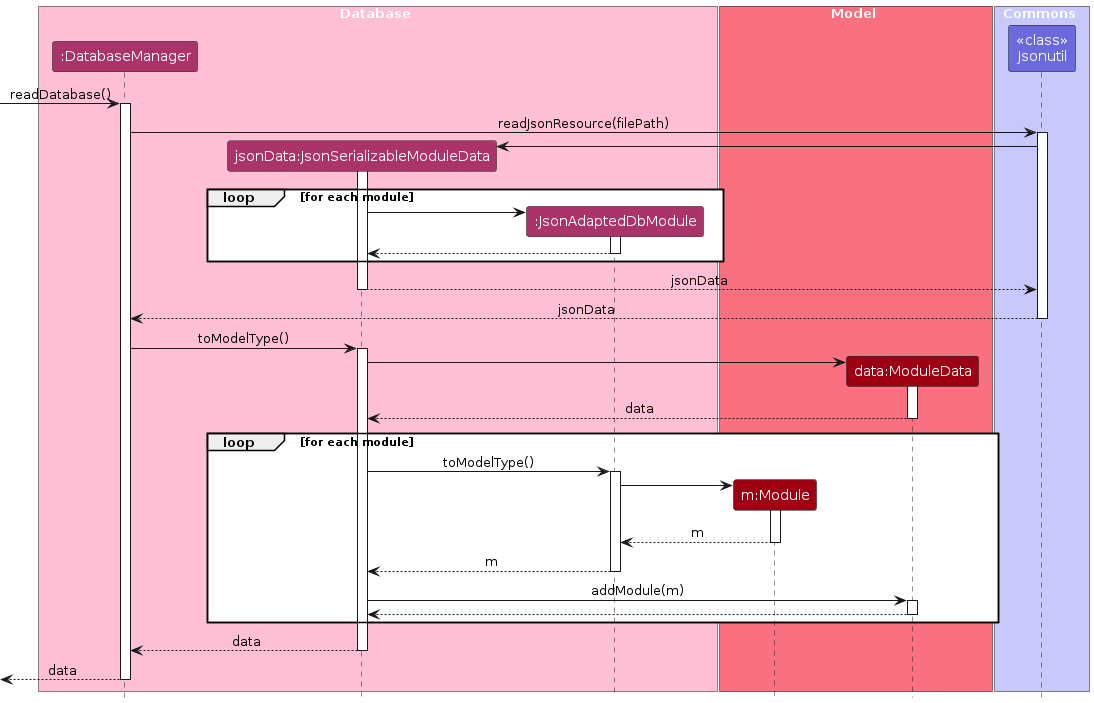 Database
Model
Commons
«class»
Jsonutil
:DatabaseManager
readDatabase()
readJsonResource(filePath)
jsonData:JsonSerializableModuleData
loop
[for each module]
:JsonAdaptedDbModule
jsonData
jsonData
toModelType()
data:ModuleData
data
loop
[for each module]
toModelType()
m:Module
m
m
addModule(m)
data
data